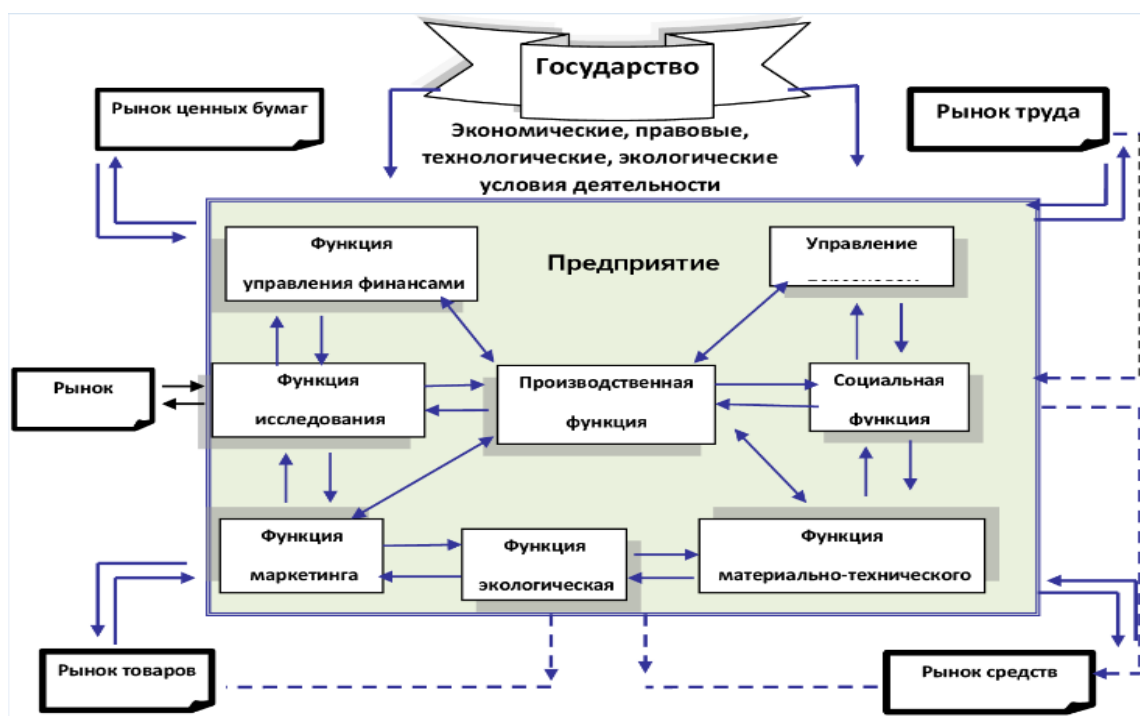 Государство
Рынок ценных бумаг
Рынок труда
Экономические, правовые,
технологические, экологические
условия деятельности
Функция
управления финансами
Предприятие
Управление
Рынок
Функция
исследования
Производственная
функция
Социальная
функция
Функция
маркетинга
Функция
экологическая
Функция
материально-технического
Рынок товаров
Рынок средств